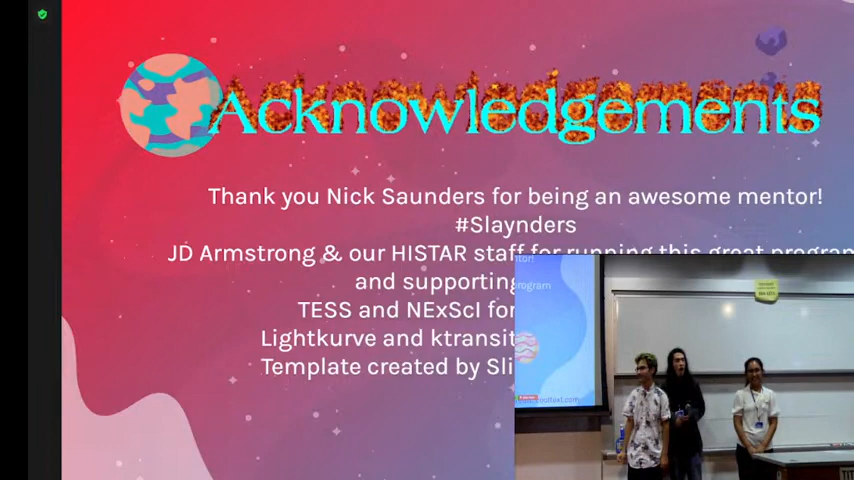 Acknowledgements
Thank you Nick Saunders for being an awesome mentor!
#Slaynders
JD Armstrong & our HISTAR staff for running this great program
and supporting
TESS and NExScI for
Lightkurve and ktransit
Template created by Sli
program